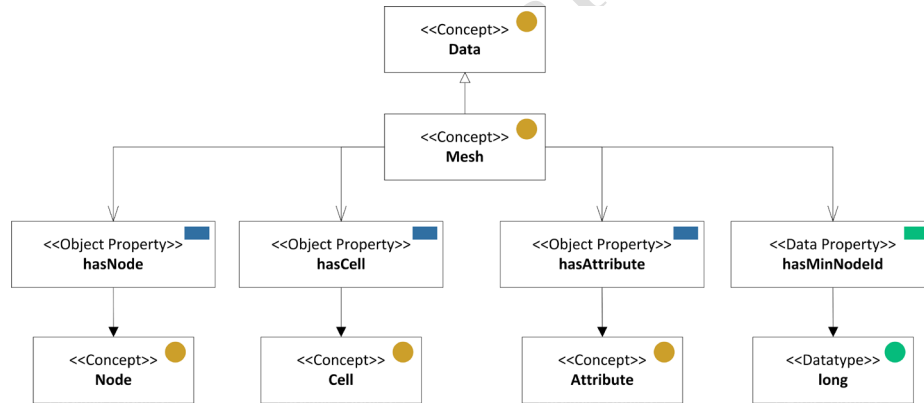 <<Concept>>
Data
<<Concept>>
Mesh
<<Object Property>>
hasNode
<<Object Property>>
hasCell
<<Object Property>>
hasAttribute
<<Data Property>>
hasMinNodeId
<<Concept>>
Node
<<Concept>>
Cell
<<Concept>>
Attribute
<<Datatype>>
long